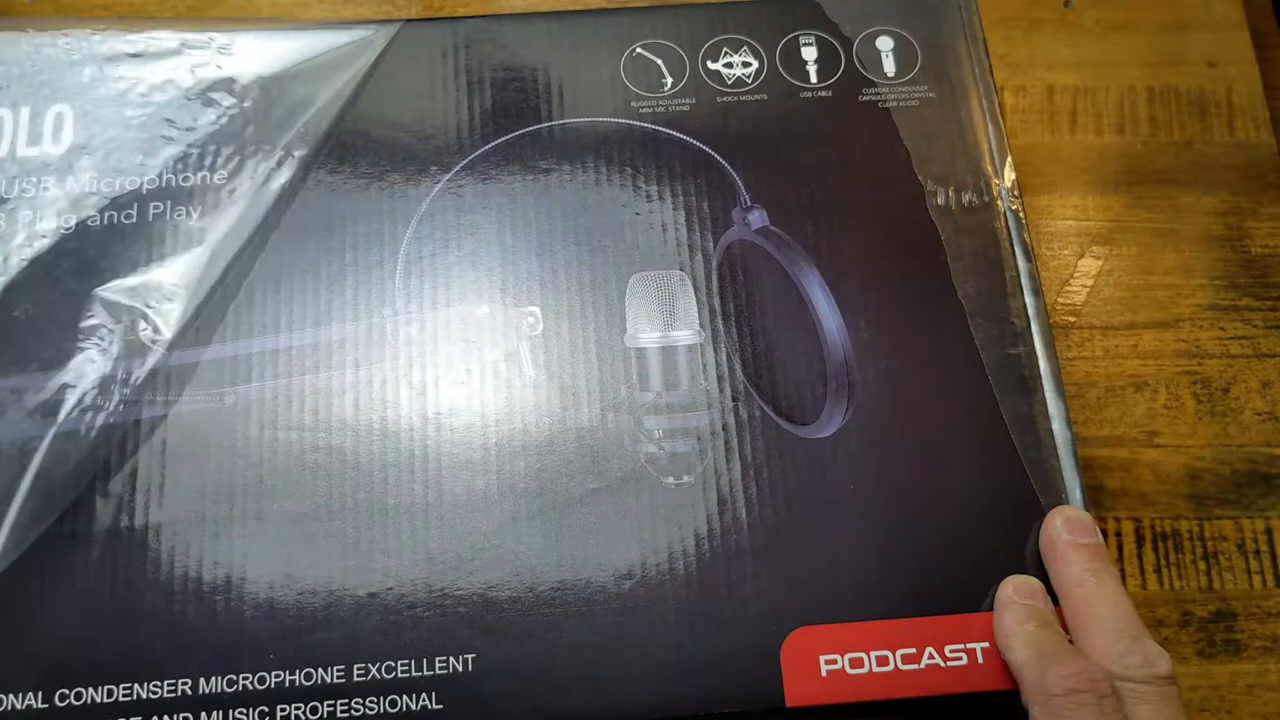 RUGGED ADJUSTABLE
ARM MIC STAND
SHOCK MOUNTS
USB CABLE
CUSTOM CONDENSER
CAPSULE OFFERS CRYSTAL
CLEAR AUDIO
OLO
USB Microphone
B Plug and Play
ONAL CONDENSER MICROPHONE EXCELLENT
AND MUSIC PROFESSIONAL
PODCAST